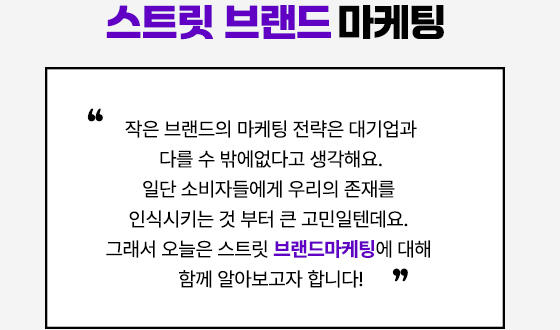 스트릿 브랜드 마케팅
❝ 작은 브랜드의 마케팅 전략은 대기업과
다를 수 밖에없다고 생각해요.
일단 소비자들에게 우리의 존재를
인식시키는 것 부터 큰 고민일텐데요.
그래서 오늘은 스트릿 브랜드마케팅에 대해
함께 알아보고자 합니다! ❞